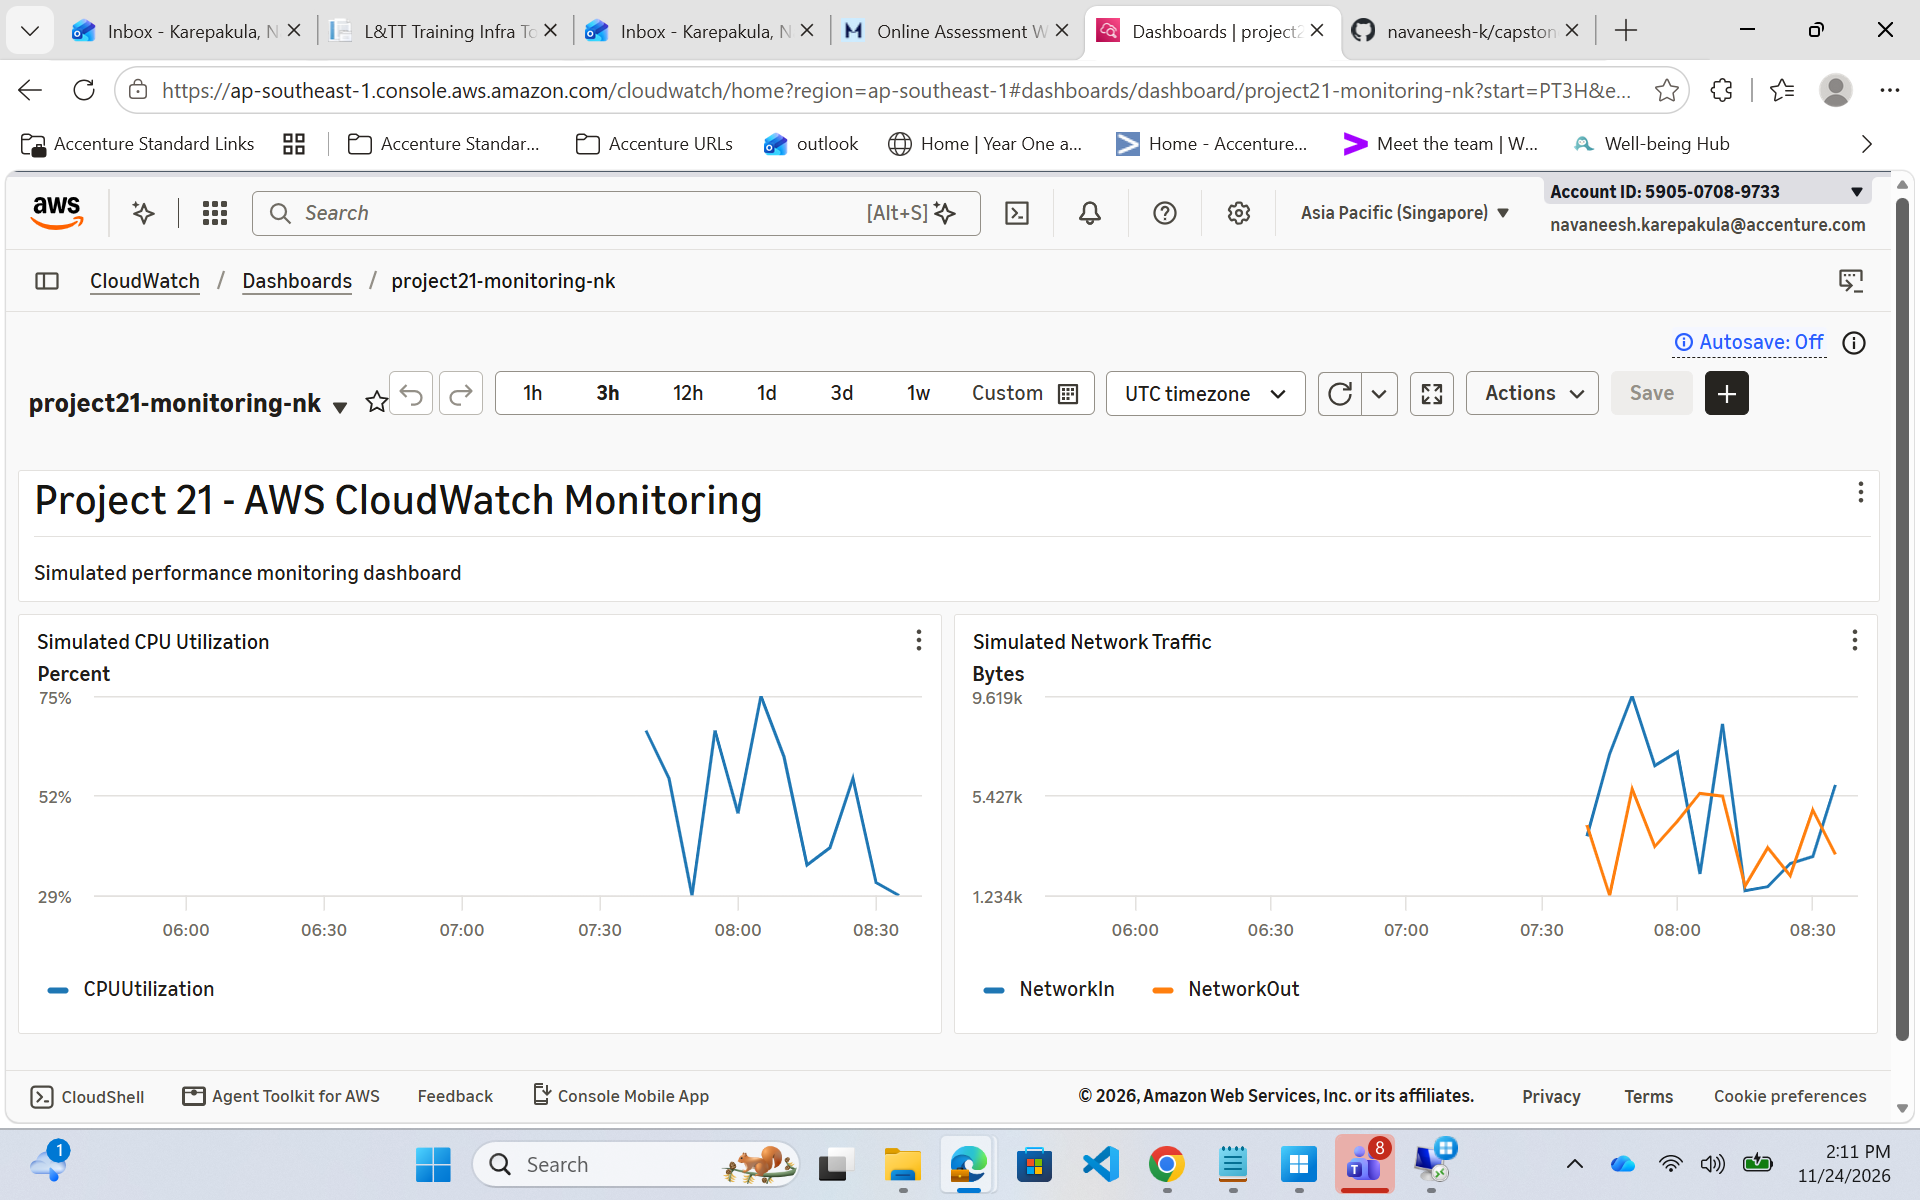 Inbox - Karepakula, N
L&TT Training Infra To
Inbox - Karepakula, N
Online Assessment W
Dashboards | project2
navaneesh-k/capston
https://ap-southeast-1.console.aws.amazon.com/cloudwatch/home?region=ap-southeast-1#dashboards/dashboard/project21-monitoring-nk?start=PT3H&e...
Accenture Standard Links
Accenture Standar...
Accenture URLs
outlook
Home | Year One a...
Home - Accenture...
Meet the team | W...
Well-being Hub
aws
Search
[Alt+S]
Asia Pacific (Singapore)
Account ID: 5905-0708-9733
navaneesh.karepakula@accenture.com
CloudWatch / Dashboards / project21-monitoring-nk
Autosave: Off
project21-monitoring-nk
1h 3h 12h 1d 3d 1w Custom
UTC timezone
Actions
Save
Project 21 - AWS CloudWatch Monitoring
Simulated performance monitoring dashboard
Simulated CPU Utilization
Percent
75%
52%
29%
06:00 06:30 07:00 07:30 08:00 08:30
CPUUtilization
Simulated Network Traffic
Bytes
9.619k
5.427k
1.234k
06:00 06:30 07:00 07:30 08:00 08:30
NetworkIn NetworkOut
CloudShell
Agent Toolkit for AWS
Feedback
Console Mobile App
© 2026, Amazon Web Services, Inc. or its affiliates.
Privacy
Terms
Cookie preferences
1
Search
T
8
2:11 PM
11/24/2026